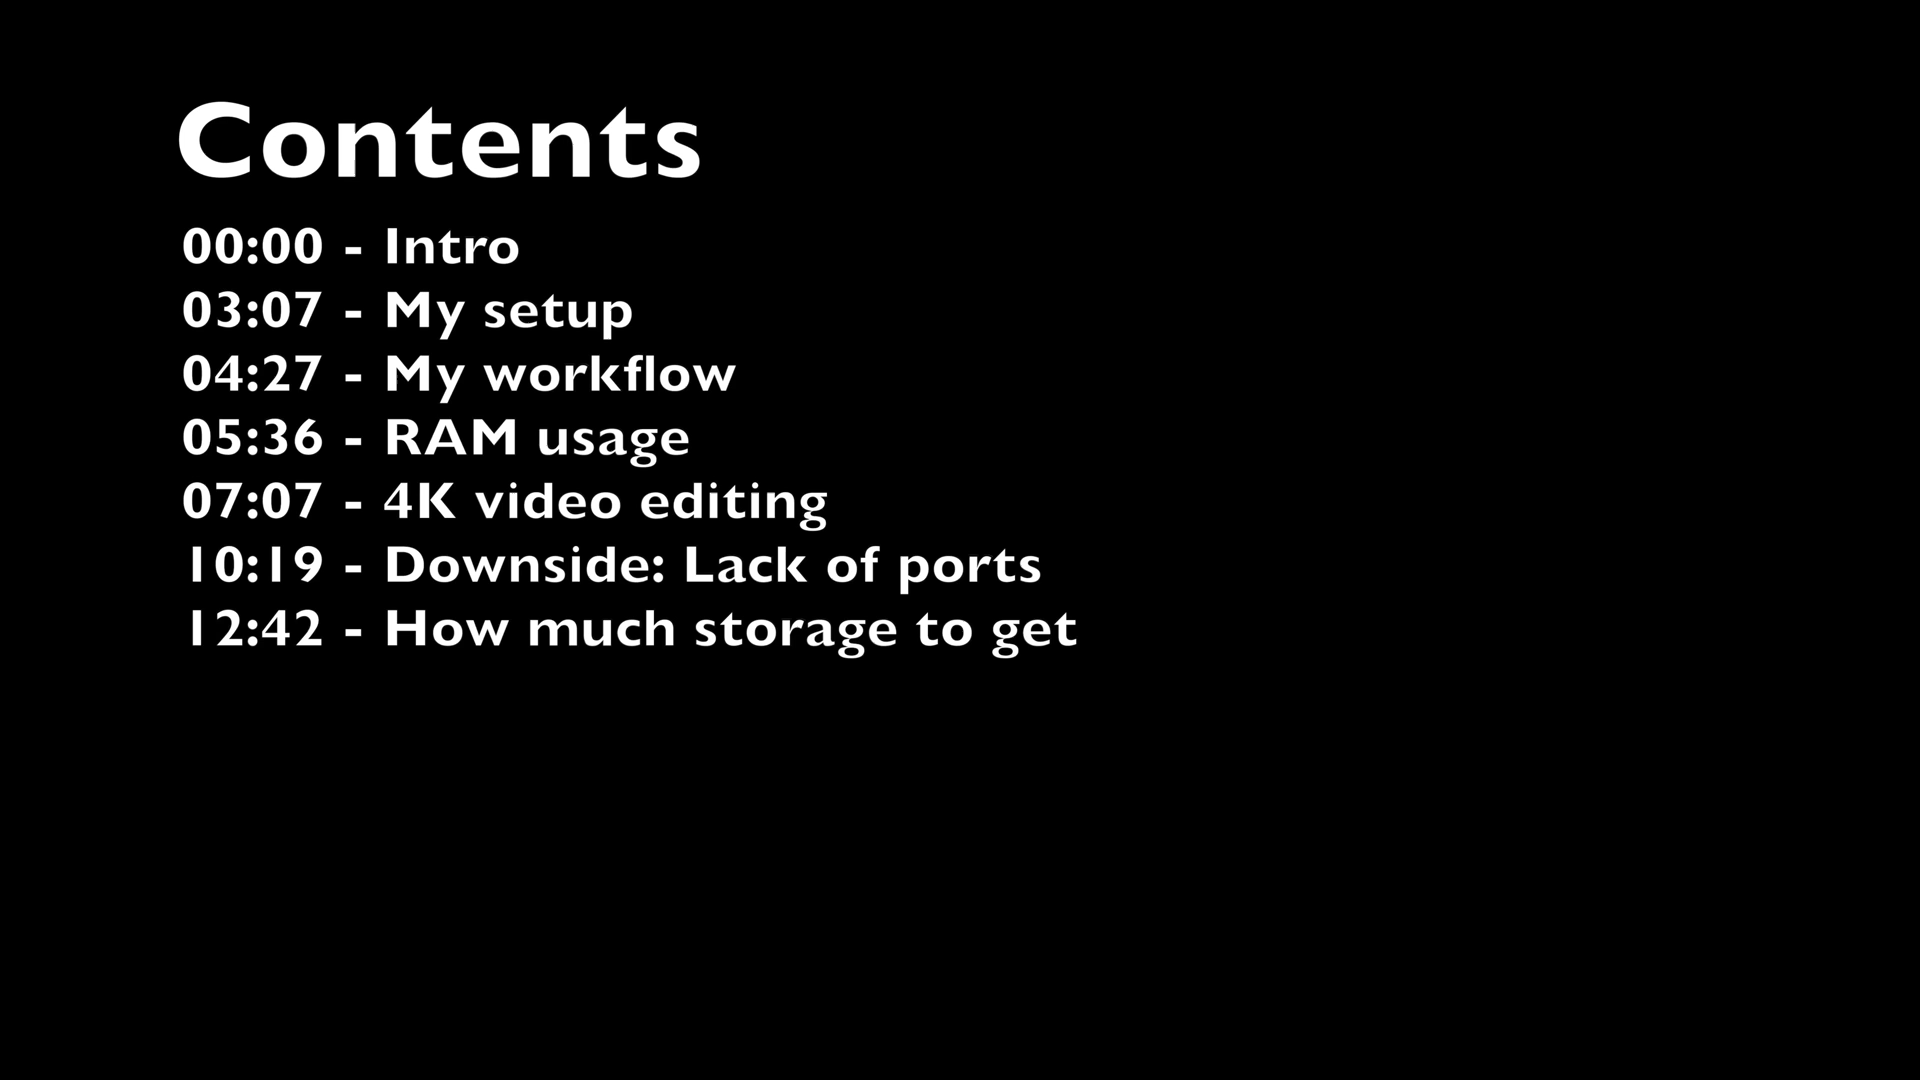 Contents
00:00 - Intro
03:07 - My setup
04:27 - My workflow
05:36 - RAM usage
07:07 - 4K video editing
10:19 - Downside: Lack of ports
12:42 - How much storage to get